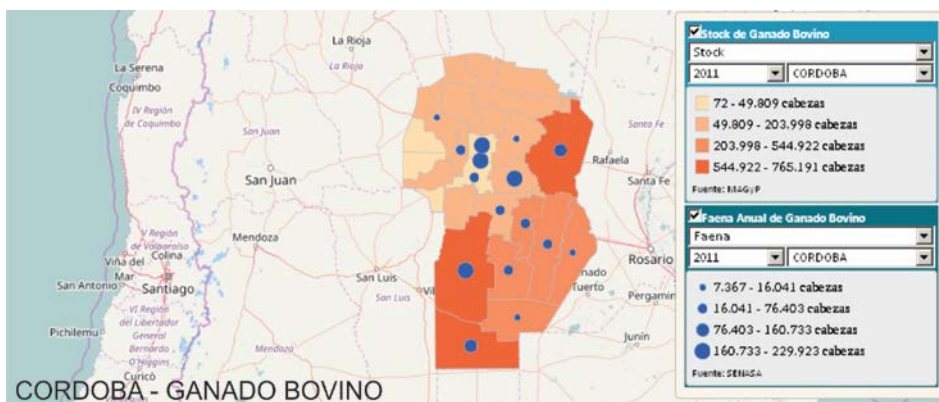 La Rioja
La Rioja
La Serena
Coquimbo
IV Región
de Coquimbo
San Juan
San Juan
Santa Fe
Rafaela
Santa Fe
V Región
de Valparaíso
Viña del
Mar
Colina
San Antonio
Santiago
Mendoza
San Luis
San Luis
Rosario
nado
Tuerto
Pergamin
Pichilemu
VI Región
del Libertador
General
Bernardo
O'Higgins
Curicó
Mendoza
Junín
CORDOBA - GANADO BOVINO
Stock de Ganado Bovino
Stock
2011 CORDOBA
72 - 49.809 cabezas
49.809 - 203.998 cabezas
203.998 - 544.922 cabezas
544.922 - 765.191 cabezas
Fuente: MAGyP
Faena Anual de Ganado Bovino
Faena
2011 CORDOBA
7.367 - 16.041 cabezas
16.041 - 76.403 cabezas
76.403 - 160.733 cabezas
160.733 - 229.923 cabezas
Fuente: SENASA